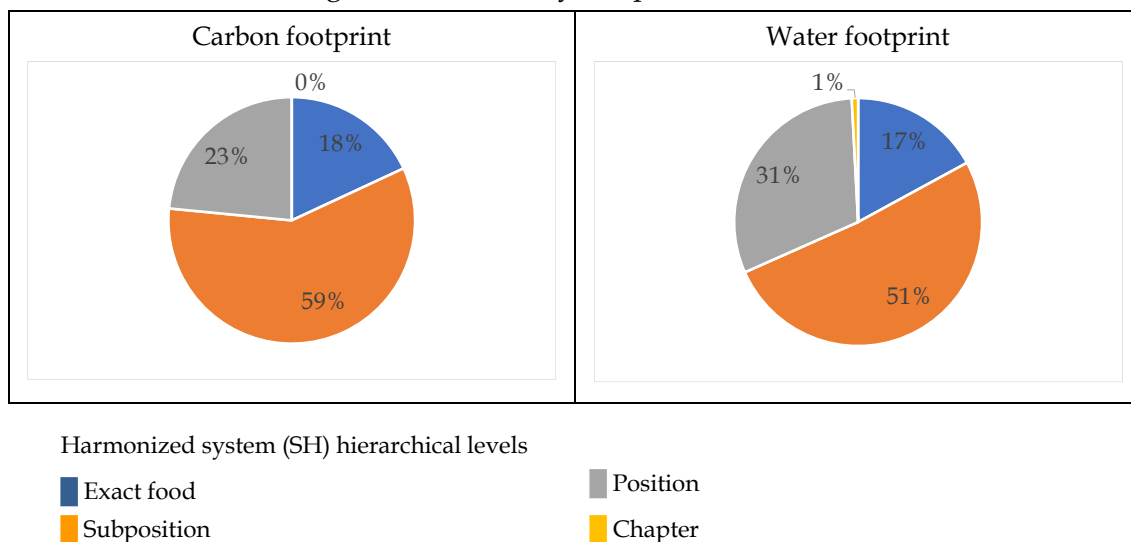 Carbon footprint
Water footprint
0%
18%
23%
59%
1%
17%
31%
51%
Harmonized system (SH) hierarchical levels
Exact food
Position
Subposition
Chapter